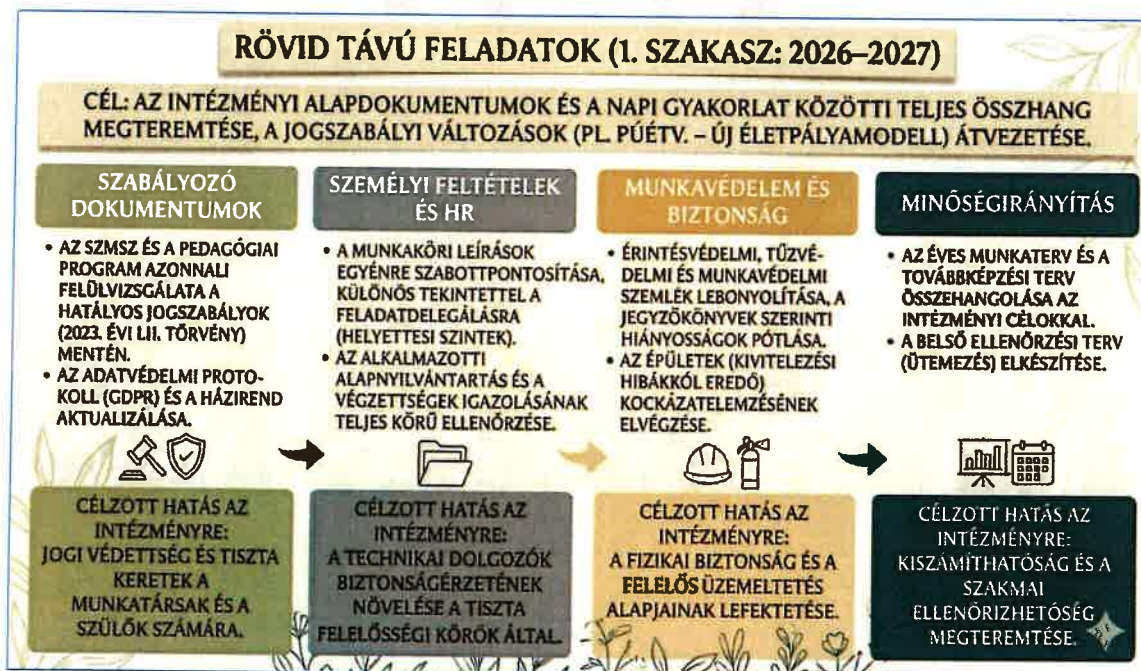 RÖVID TÁVÚ FELADATOK (1. SZAKASZ: 2026–2027)
CÉL: AZ INTÉZMÉNYI ALAPDOKUMENTUMOK ÉS A NAPI GYAKORLAT KÖZÖTTI TELJES ÖSSZHANG
MEGTEREMTÉSE, A JOGSZABÁLYI VÁLTOZÁSOK (PL. PÚÉTV. – ÚJ ÉLETPÁLYAMODELL) ÁTVEZETÉSE.
SZABÁLYOZÓ
DOKUMENTUMOK
• AZ SZMSZ ÉS A PEDAGÓGIAI
PROGRAM AZONNALI
FELÜLVIZSGÁLATA A
HATÁLYOS JOGSZABÁLYOK
(2023. ÉVI LII. TÖRVÉNY)
MENTÉN.
• AZ ADATVÉDELMI PROTO-
KOLL (GDPR) ÉS A HÁZIREND
AKTUALIZÁLÁSA.
CÉLZOTT HATÁS AZ
INTÉZMÉNYRE:
JOGI VÉDETTSÉG ÉS TISZTA
KERETEK A
MUNKATÁRSAK ÉS A
SZÜLŐK SZÁMÁRA.
SZEMÉLYI FELTÉTELEK
ÉS HR
• A MUNKAKÖRI LEÍRÁSOK
EGYÉNRE SZABOTTPONTOSÍTÁSA,
KÜLÖNÖS TEKINTETTEL A
FELADATDELEGÁLÁSRA
(HELYETTESI SZINTEK).
• AZ ALKALMAZOTTI
ALAPNYILVÁNTARTÁS ÉS A
VÉGZETTSÉGEK IGAZOLÁSÁNAK
TELJES KÖRŰ ELLENŐRZÉSE.
CÉLZOTT HATÁS AZ
INTÉZMÉNYRE:
A TECHNIKAI DOLGOZÓK
BIZTONSÁGÉRZETÉNEK
NÖVELÉSE A TISZTA
FELELŐSSÉGI KÖRÖK ÁLTAL.
MUNKAVÉDELEM ÉS
BIZTONSÁG
• ÉRINTÉSVÉDELMI, TŰZVÉ-
DELMI ÉS MUNKAVÉDELMI
SZEMLÉK LEBONYOLÍTÁSA, A
JEGYZŐKÖNYVEK SZERINTI
HIÁNYOSSÁGOK PÓTLÁSA.
• AZ ÉPÜLETEK (KIVITELEZÉSI
HIBÁKKÓL EREDŐ)
KOCKÁZATELEMZÉSÉNEK
ELVÉGZÉSE.
CÉLZOTT HATÁS AZ
INTÉZMÉNYRE:
A FIZIKAI BIZTONSÁG ÉS A
FELELŐS ÜZEMELTETÉS
ALAPJAINAK LEFEKTETÉSE.
MINŐSÉGIRÁNYÍTÁS
• AZ ÉVES MUNKATERV ÉS A
TOVÁBBKÉPZÉSI TERV
ÖSSZEHANGOLÁSA AZ
INTÉZMÉNYI CÉLOKKAL.
• A BELSŐ ELLENŐRZÉSI TERV
(ÜTEMEZÉS) ELKÉSZÍTÉSE.
CÉLZOTT HATÁS AZ
INTÉZMÉNYRE:
KISZÁMÍTHATÓSÁG ÉS A
SZAKMAI
ELLENŐRIZHETŐSÉG
MEGTEREMTÉSE.